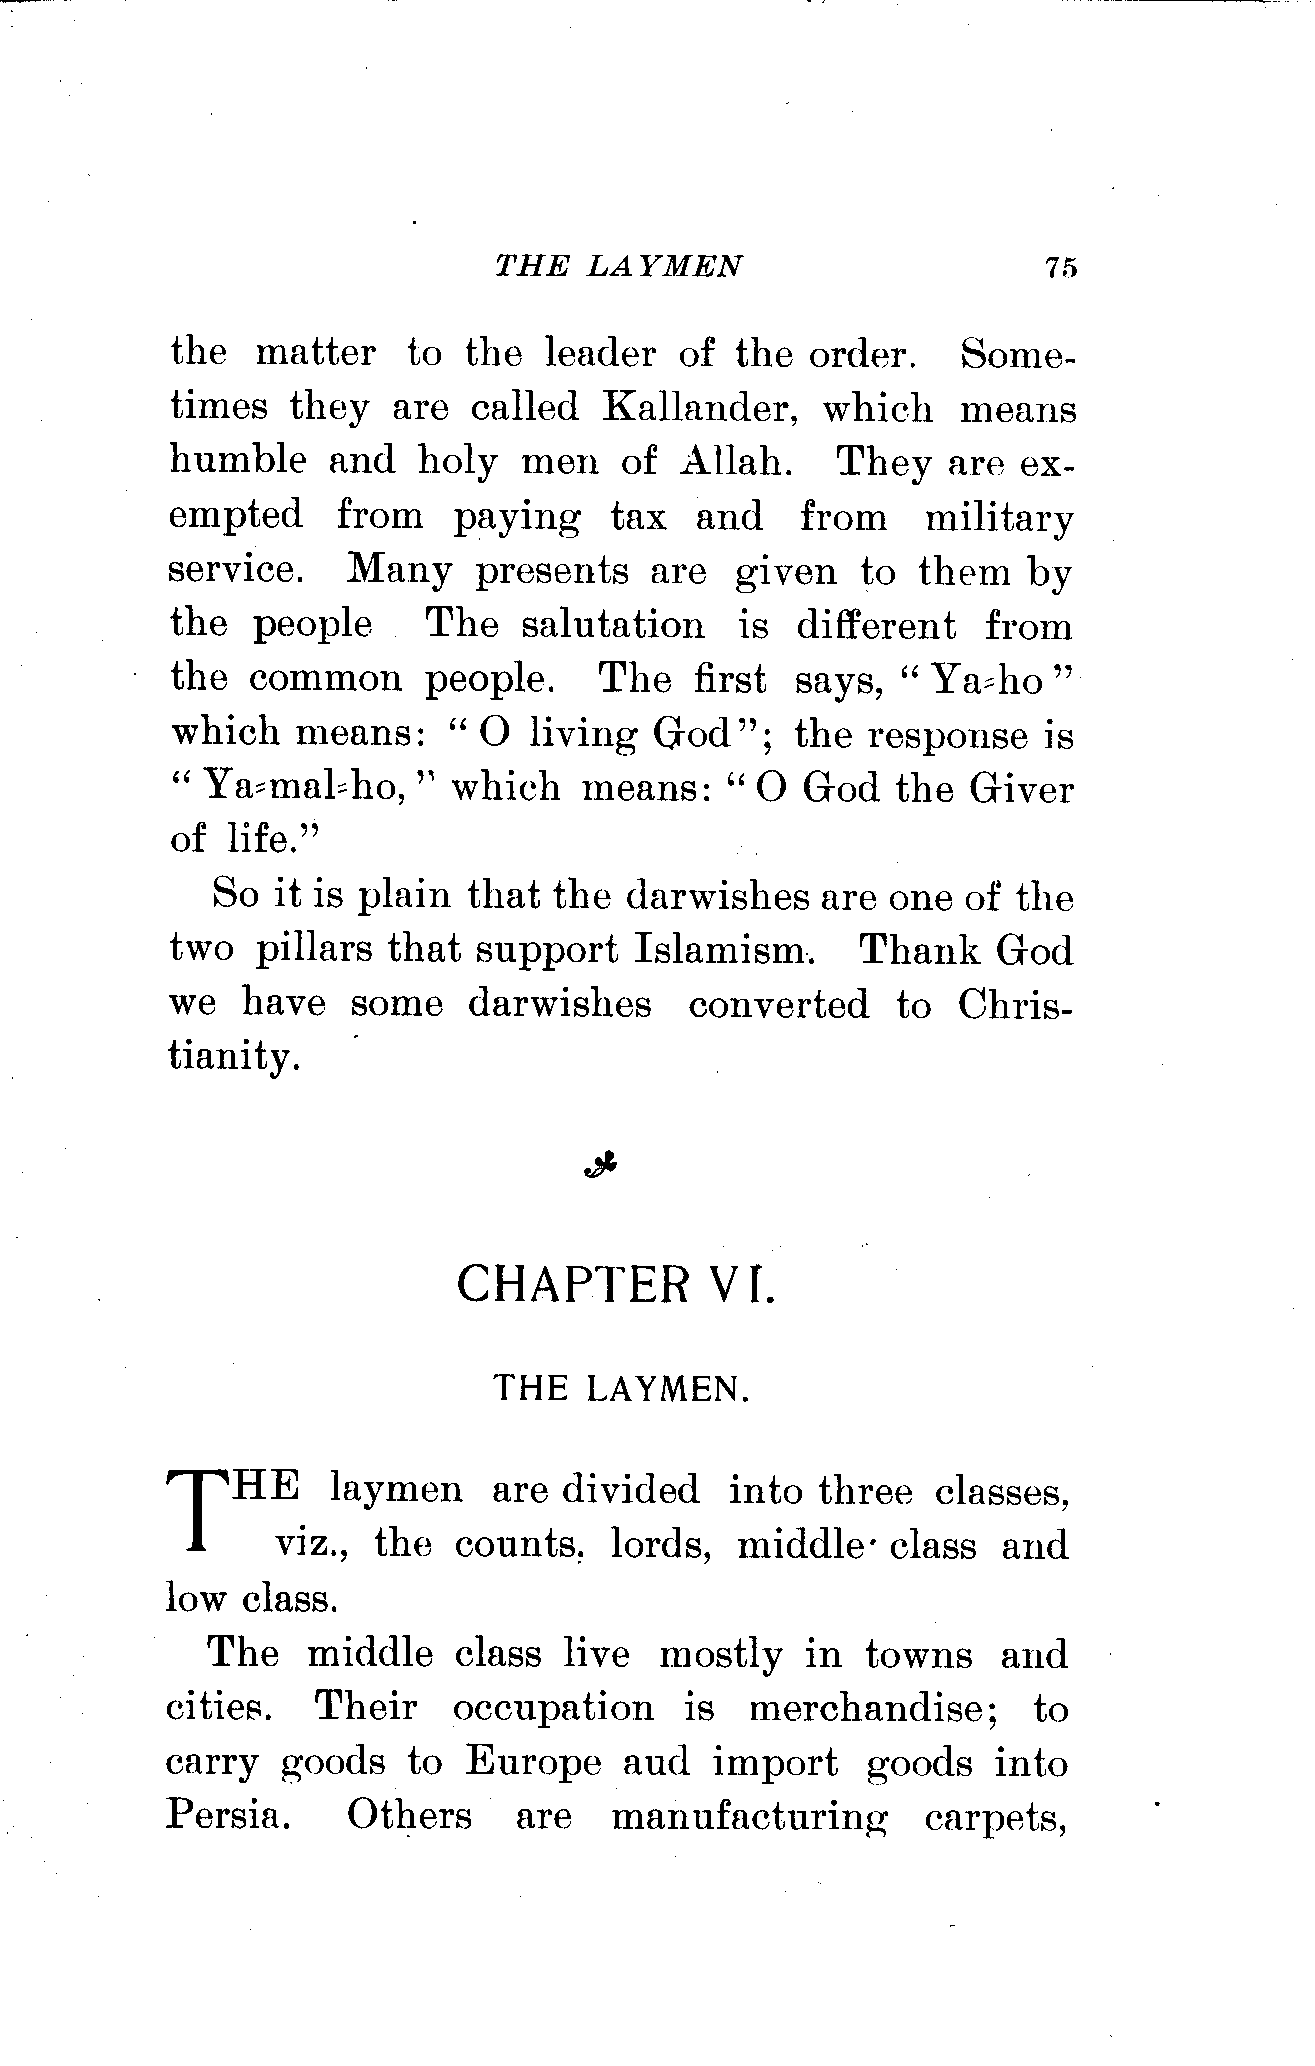 THE LAYMEN 75
the matter to the leader of the order. Some-
times they are called Kallander, which means
humble and holy men of Allah. They are ex-
empted from paying tax and from military
service. Many presents are given to them by
the people The salutation is different from
the common people. The first says, "Ya-ho"
which means: "O living God"; the response is
"Ya-mal-ho," which means: "O God the Giver
of life."
So it is plain that the darwishes are one of the
two pillars that support Islamism. Thank God
we have some darwishes converted to Chris-
tianity.
CHAPTER VI.
THE LAYMEN.
THE laymen are divided into three classes,
viz., the counts, lords, middle class and
low class.
The middle class live mostly in towns and
cities. Their occupation is merchandise; to
carry goods to Europe aud import goods into
Persia. Others are manufacturing carpets,